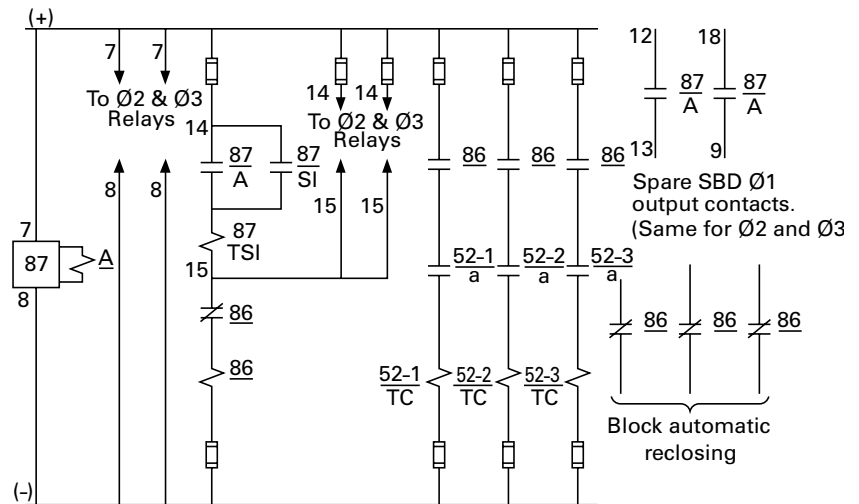 (+)
7
7
12
18
14
14
To Ø2 & Ø3
Relays
To Ø2 & Ø3
Relays
14
87
A
87
A
87
A
87
SI
86
86
86
13
9
8
8
15
15
Spare SBD Ø1
output contacts.
(Same for Ø2 and Ø3
7
87
A
8
87
TSI
15
52-1
a
52-2
a
52-3
a
86
86
86
86
86
52-1
TC
52-2
TC
52-3
TC
Block automatic
reclosing
(–)